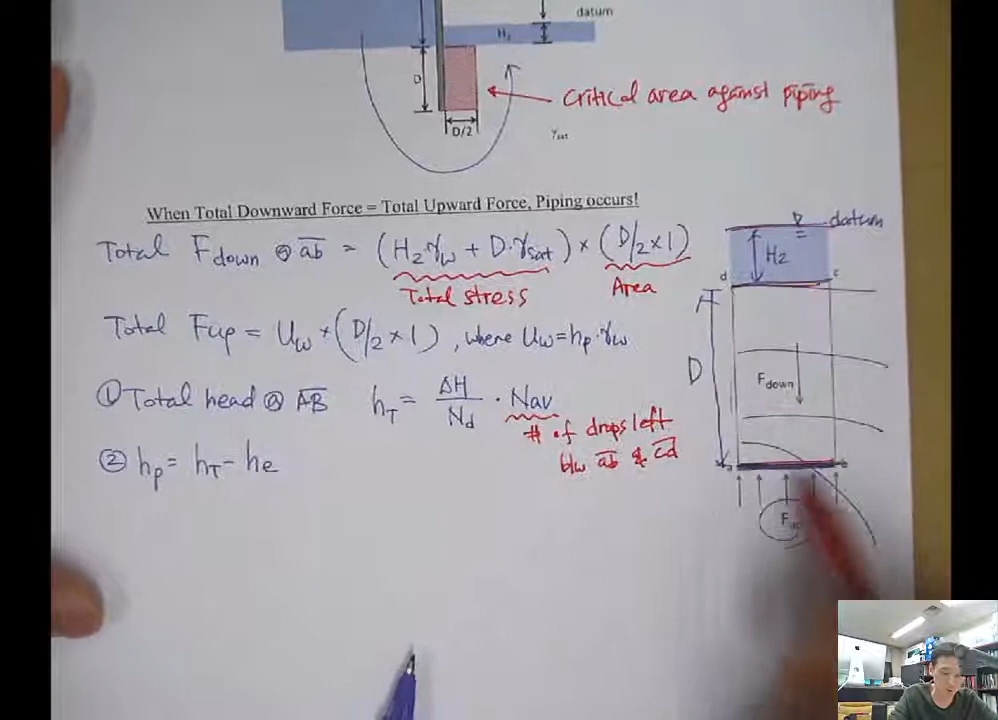 datum
H₂
D
D/2
critical area against piping
γsat
When Total Downward Force = Total Upward Force, Piping occurs!
Total Fdown @ ab = (H₂γw + D·γsat) × (D/2 × 1)
Total stress
Area
Total Fup = Uw * (D/2 × 1), where Uw = hp·γw
① Total head @ AB hT = ΔH/Nd · Nav
# of drops left
b/w ab & cd
② hp = hT - he
datum
H2
d
c
D
Fdown
a
b